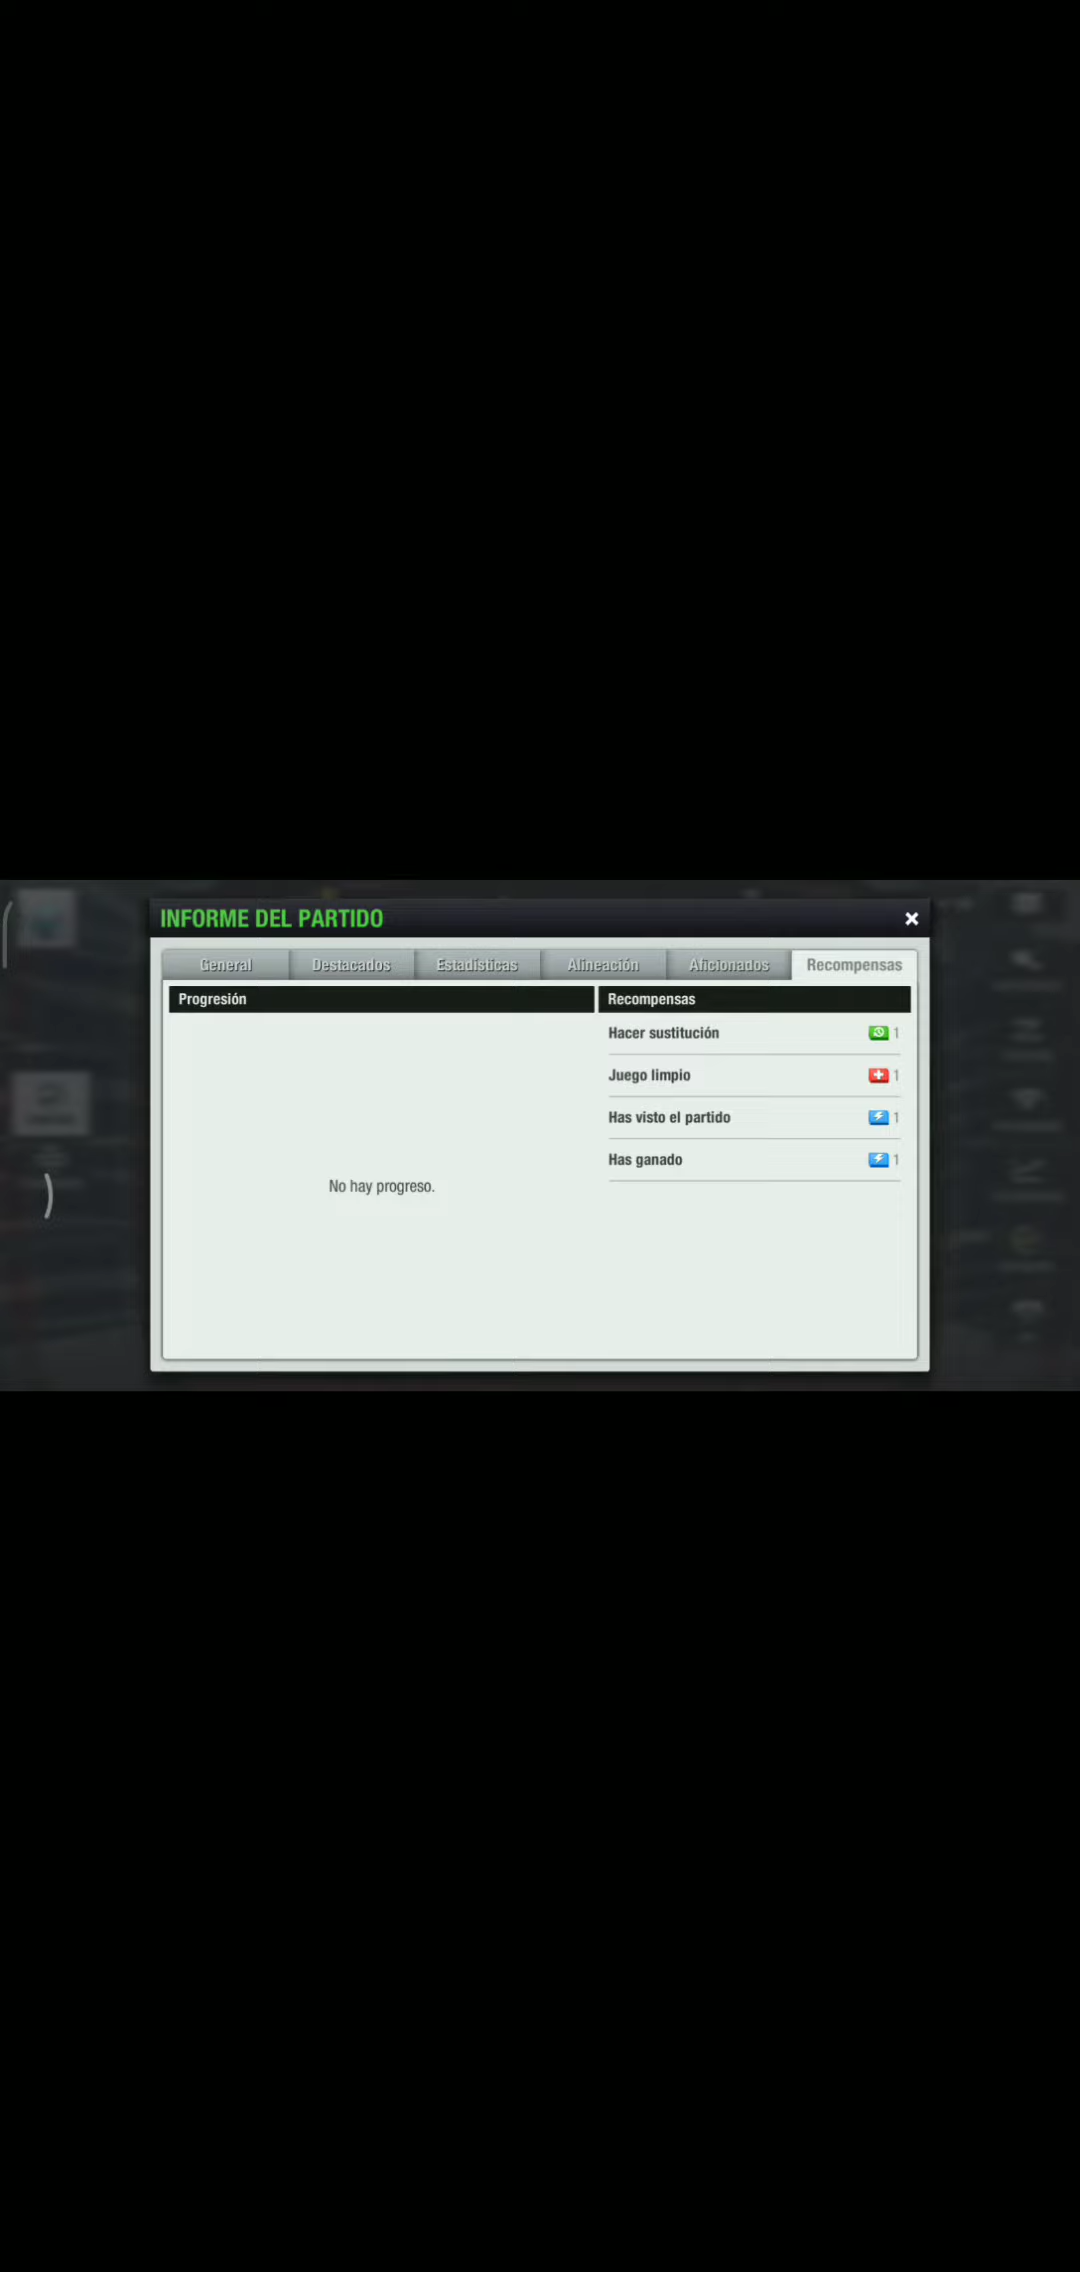 INFORME DEL PARTIDO
General Destacados Estadísticas Alineación Aficionados Recompensas
Progresión
No hay progreso.
Recompensas
Hacer sustitución 1
Juego limpio 1
Has visto el partido 1
Has ganado 1